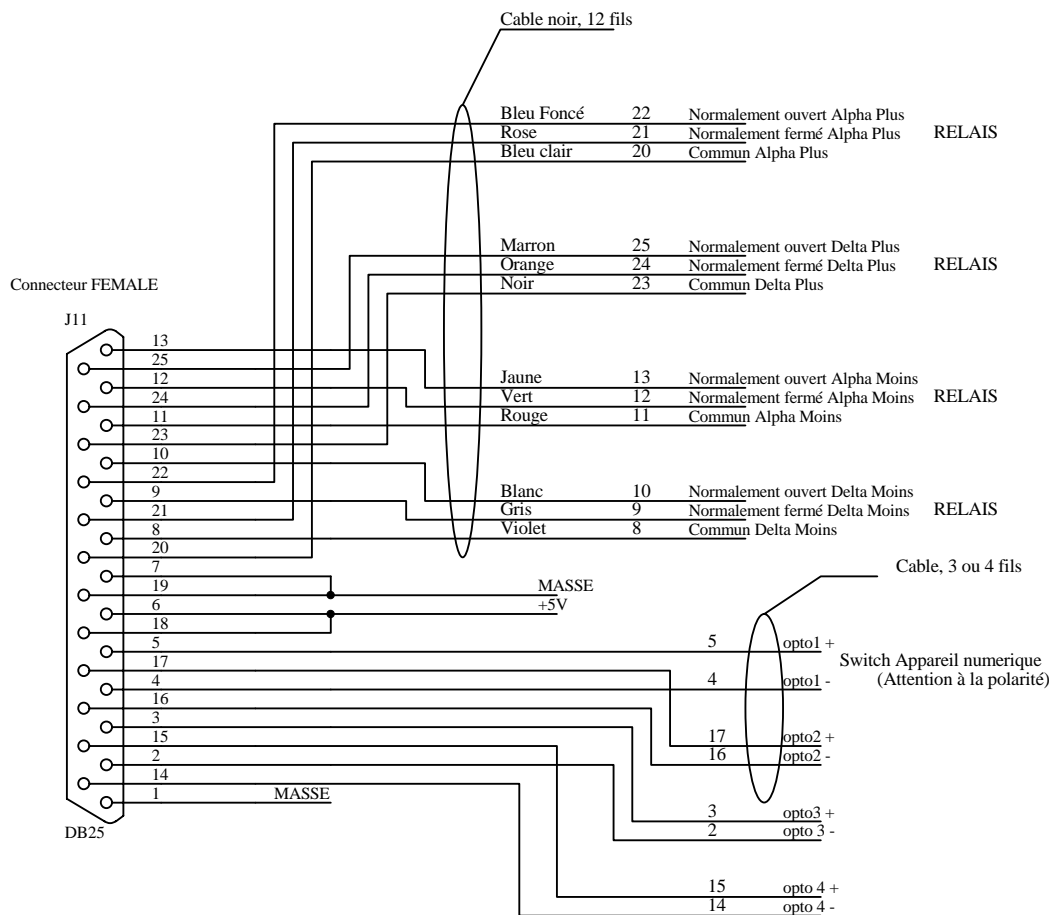 Cable noir, 12 fils
Bleu Foncé 22 Normalement ouvert Alpha Plus
Rose 21 Normalement fermé Alpha Plus RELAIS
Bleu clair 20 Commun Alpha Plus
Marron 25 Normalement ouvert Delta Plus
Orange 24 Normalement fermé Delta Plus RELAIS
Noir 23 Commun Delta Plus
Connecteur FEMALE
J11
13
25
12
24
11
23
10
22
9
21
8
20
7
19
6
18
5
17
4
16
3
15
2
14
1
MASSE
DB25
Jaune 13 Normalement ouvert Alpha Moins
Vert 12 Normalement fermé Alpha Moins RELAIS
Rouge 11 Commun Alpha Moins
Blanc 10 Normalement ouvert Delta Moins
Gris 9 Normalement fermé Delta Moins RELAIS
Violet 8 Commun Delta Moins
Cable, 3 ou 4 fils
MASSE
+5V
5 opto1 +
4 opto1 -
Switch Appareil numerique
(Attention à la polarité)
17 opto2 +
16 opto2 -
3 opto3 +
2 opto 3 -
15 opto 4 +
14 opto 4 -